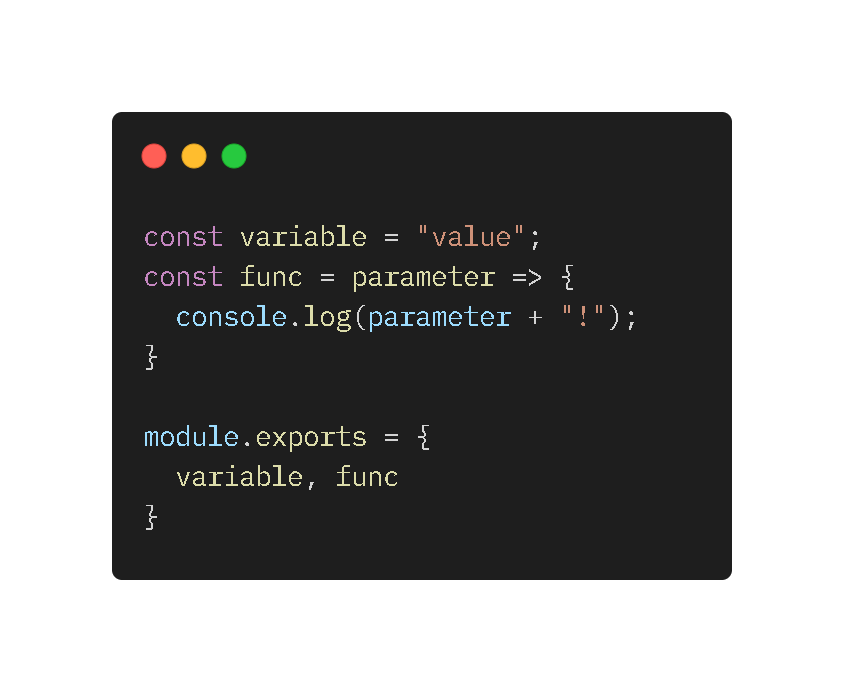 const variable = "value";
const func = parameter => {
  console.log(parameter + "!");
}

module.exports = {
  variable, func
}